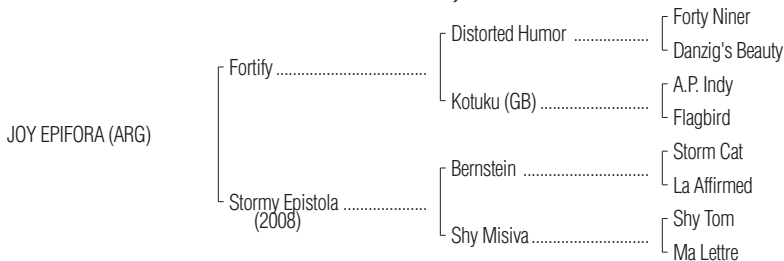 Forty Niner
Distorted Humor ...................
Danzig's Beauty
Fortify ......................................
A.P. Indy
Kotuku (GB) ...........................
Flagbird
JOY EPIFORA (ARG)
Storm Cat
Bernstein ...............................
La Affirmed
Stormy Epistola .....................
(2008)
Shy Tom
Shy Misiva .............................
Ma Lettre